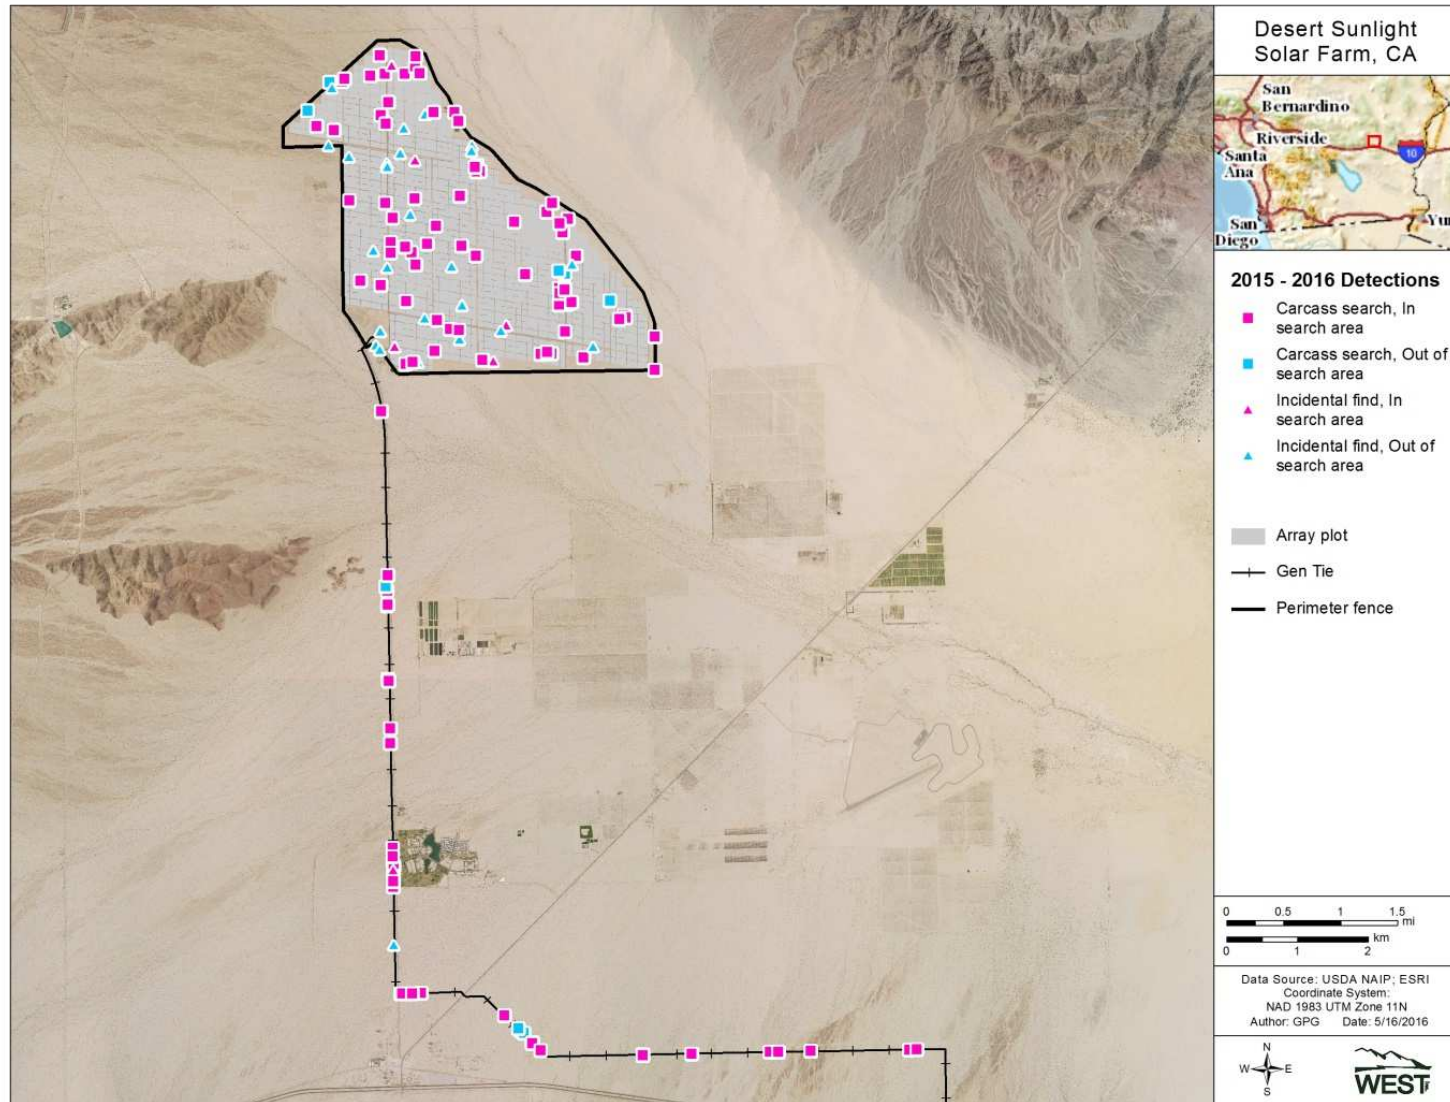 Desert Sunlight
Solar Farm, CA
San
Bernardino
Riverside
Santa
Ana
10
San
Diego
Yu
2015 - 2016 Detections
Carcass search, In
search area
Carcass search, Out of
search area
Incidental find, In
search area
Incidental find, Out of
search area
Array plot
Gen Tie
Perimeter fence
0 0.5 1 1.5
mi
km
0 1 2
Data Source: USDA NAIP; ESRI
Coordinate System:
NAD 1983 UTM Zone 11N
Author: GPG Date: 5/16/2016
N
W E
S
WEST